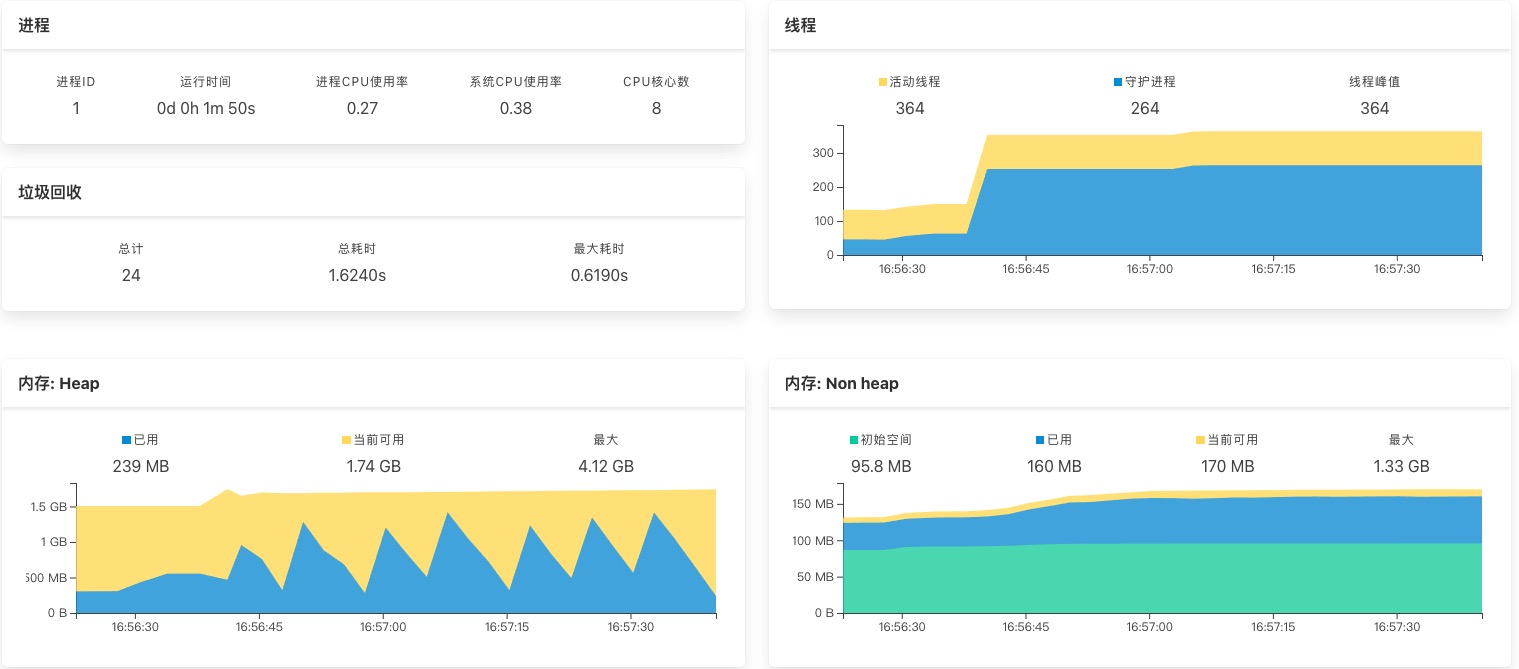 进程
进程ID 运行时间 进程CPU使用率 系统CPU使用率 CPU核心数
1 0d 0h 1m 50s 0.27 0.38 8
垃圾回收
总计 总耗时 最大耗时
24 1.6240s 0.6190s
线程
活动线程 守护进程 线程峰值
364 264 364
300
200
100
0
16:56:30 16:56:45 16:57:00 16:57:15 16:57:30
内存: Heap
已用 当前可用 最大
239 MB 1.74 GB 4.12 GB
1.5 GB
1 GB
500 MB
0 B
16:56:30 16:56:45 16:57:00 16:57:15 16:57:30
内存: Non heap
初始空间 已用 当前可用 最大
95.8 MB 160 MB 170 MB 1.33 GB
150 MB
100 MB
50 MB
0 B
16:56:30 16:56:45 16:57:00 16:57:15 16:57:30